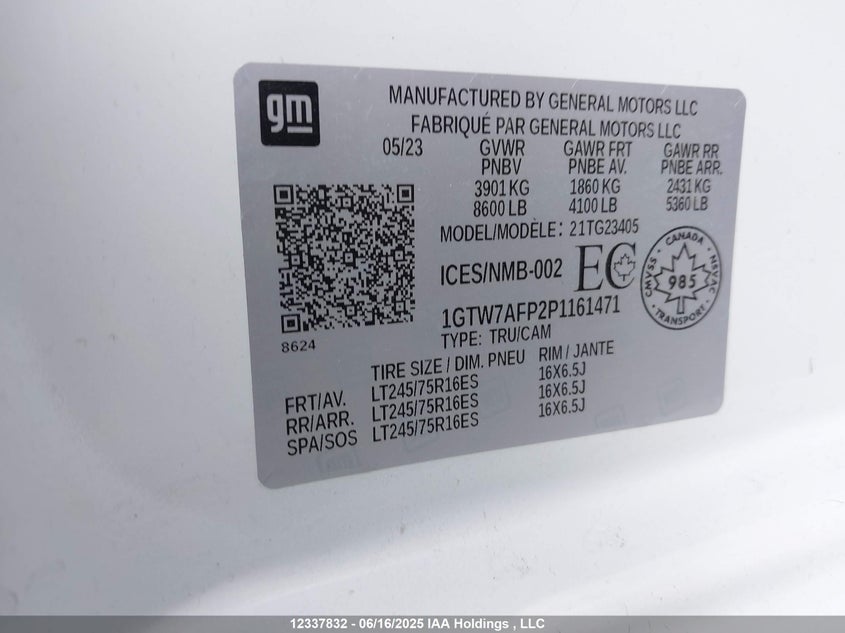 gm
MANUFACTURED BY GENERAL MOTORS LLC
FABRIQUÉ PAR GENERAL MOTORS LLC
05/23 GVWR GAWR FRT GAWR RR
PNBV PNBE AV. PNBE ARR.
3901 KG 1860 KG 2431 KG
8600 LB 4100 LB 5360 LB
MODEL/MODÈLE: 21TG23405
ICES/NMB-002 EC
CANADA
CMVSS 985 NSVAC
TRANSPORT
1GTW7AFP2P1161471
8624
TYPE: TRU/CAM
TIRE SIZE / DIM. PNEU RIM / JANTE
FRT/AV. LT245/75R16ES 16X6.5J
RR/ARR. LT245/75R16ES 16X6.5J
SPA/SOS LT245/75R16ES 16X6.5J
12337832 - 06/16/2025 IAA Holdings , LLC